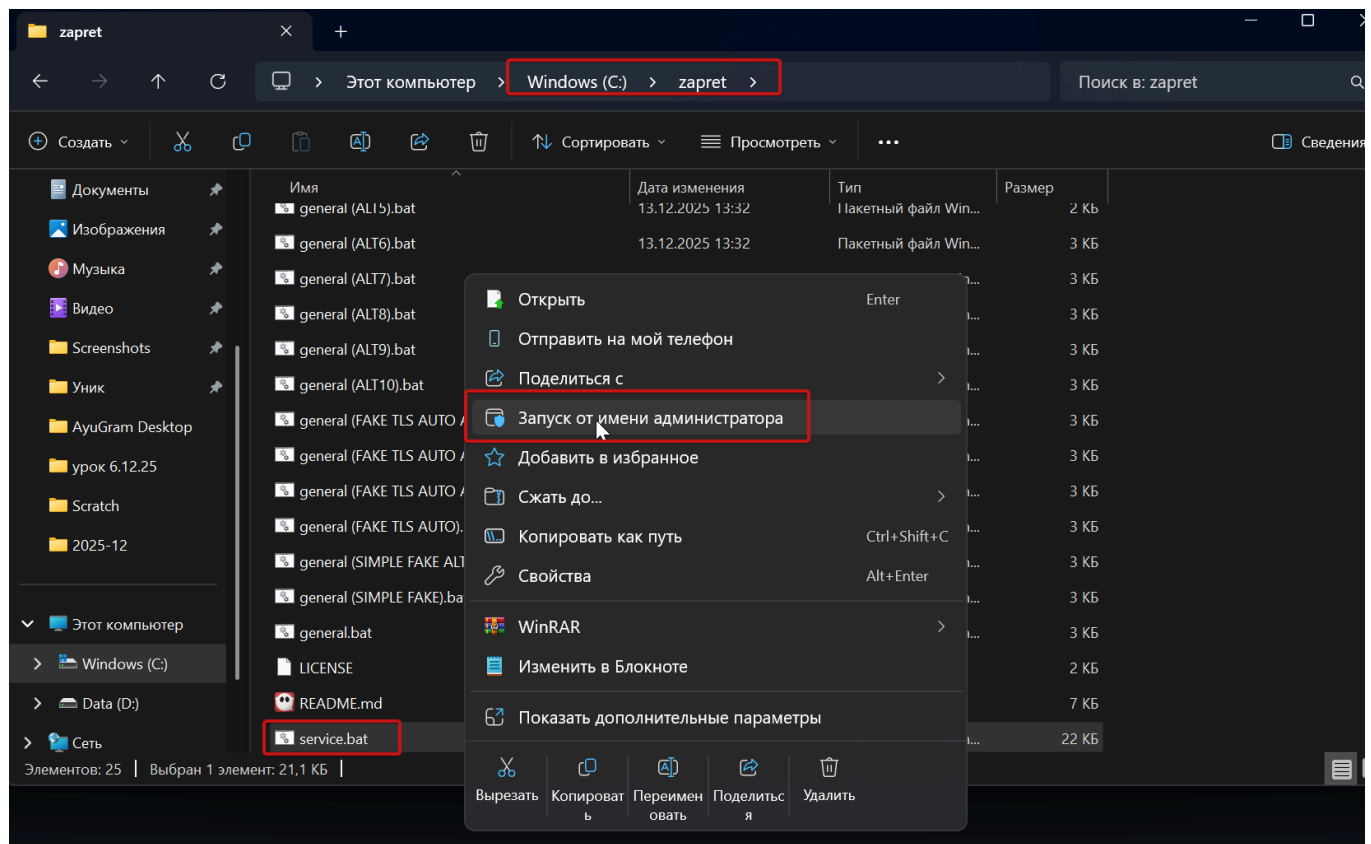 zapret
Этот компьютер
Windows (C:)
zapret
Поиск в: zapret
Создать
Сортировать
Просмотреть
Сведения
Документы
Изображения
Музыка
Видео
Screenshots
Уник
AyuGram Desktop
урок 6.12.25
Scratch
2025-12
Этот компьютер
Windows (C:)
Data (D:)
Сеть
Имя Дата изменения Тип Размер
general (ALT5).bat 13.12.2025 13:32 Пакетный файл Win... 2 КБ
general (ALT6).bat 13.12.2025 13:32 Пакетный файл Win... 3 КБ
general (ALT7).bat 3 КБ
general (ALT8).bat 3 КБ
general (ALT9).bat 3 КБ
general (ALT10).bat 3 КБ
general (FAKE TLS AUTO 3 КБ
general (FAKE TLS AUTO 3 КБ
general (FAKE TLS AUTO 3 КБ
general (FAKE TLS AUTO). 3 КБ
general (SIMPLE FAKE ALT 3 КБ
general (SIMPLE FAKE).ba 3 КБ
general.bat 3 КБ
LICENSE 2 КБ
README.md 7 КБ
service.bat 22 КБ
Открыть Enter
Отправить на мой телефон
Поделиться с
Запуск от имени администратора
Добавить в избранное
Сжать до...
Копировать как путь Ctrl+Shift+C
Свойства Alt+Enter
WinRAR
Изменить в Блокноте
Показать дополнительные параметры
Вырезать
Копироват
ь
Переимен
овать
Поделитьс
я
Удалить
Элементов: 25 Выбран 1 элемент: 21,1 КБ